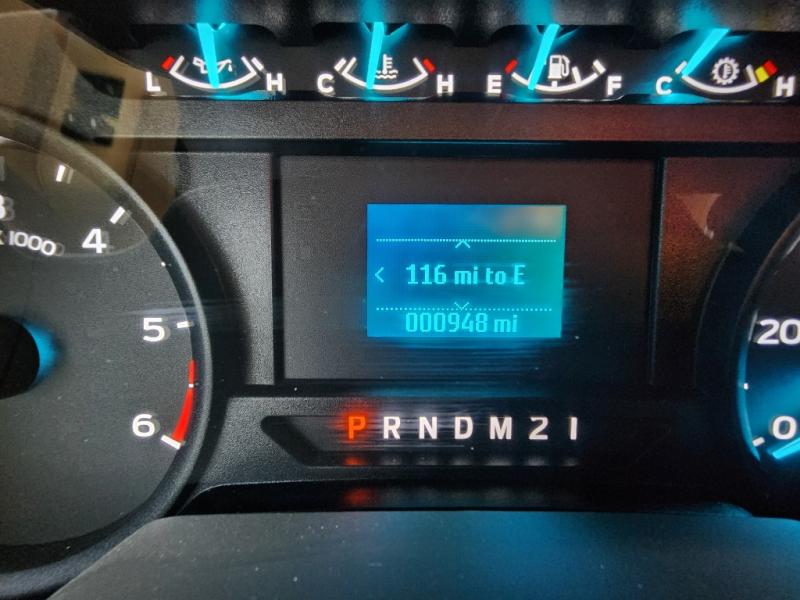 L H C H E F C H
x 1000
4
5
6
116 mi to E
000948 mi
P R N D M 2 1
20
0